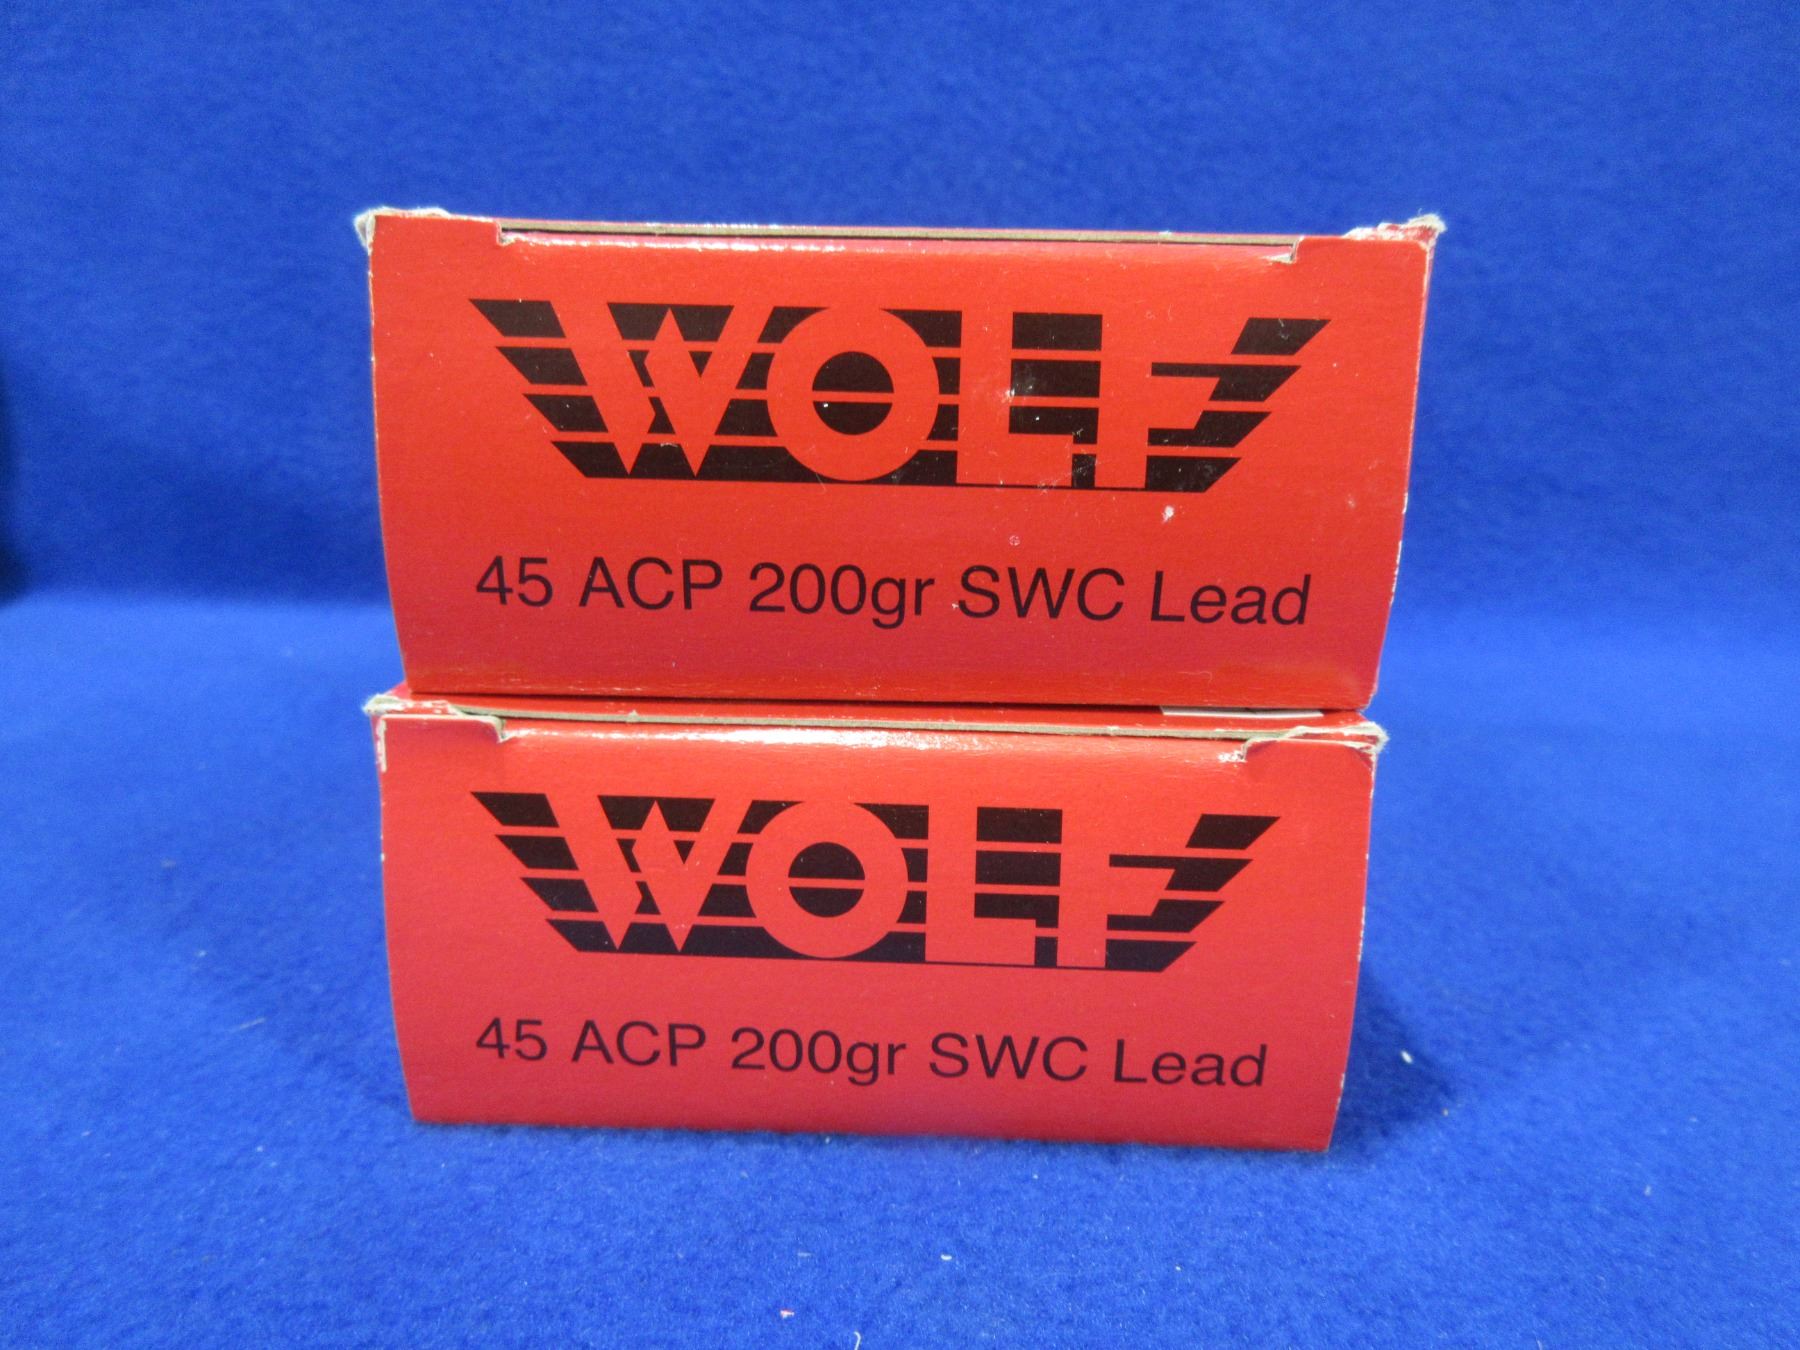 WOLF
45 ACP 200gr SWC Lead
WOLF
45 ACP 200gr SWC Lead